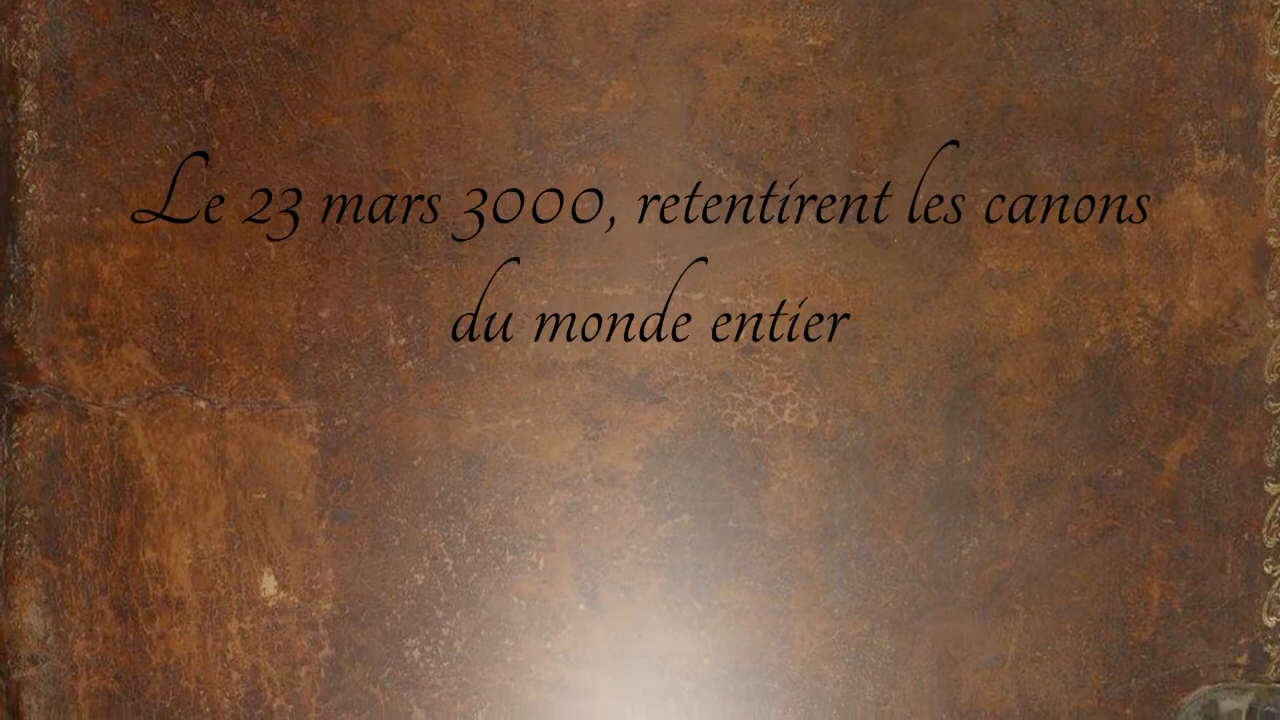 Le 23 mars 3000, retentirent les canons
du monde entier